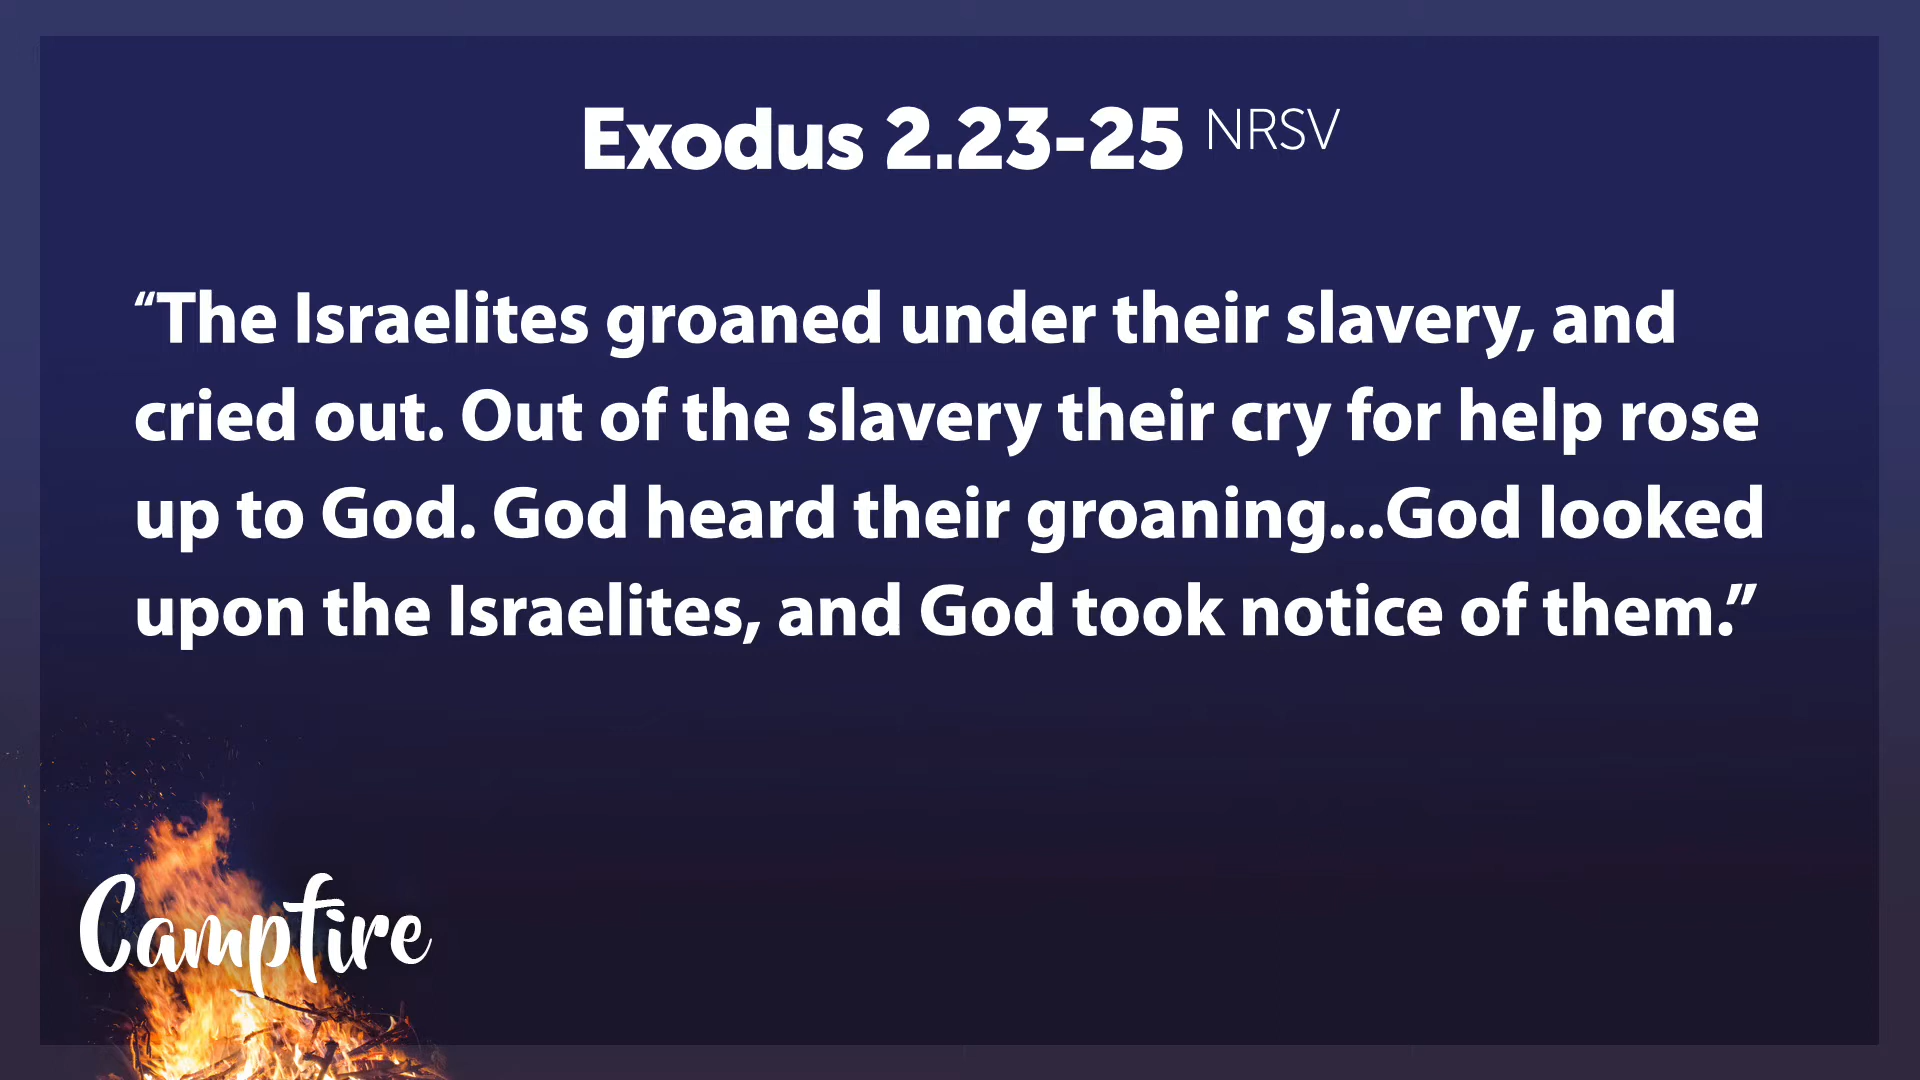 Exodus 2.23-25 NRSV
“The Israelites groaned under their slavery, and
cried out. Out of the slavery their cry for help rose
up to God. God heard their groaning...God looked
upon the Israelites, and God took notice of them.”
Campfire